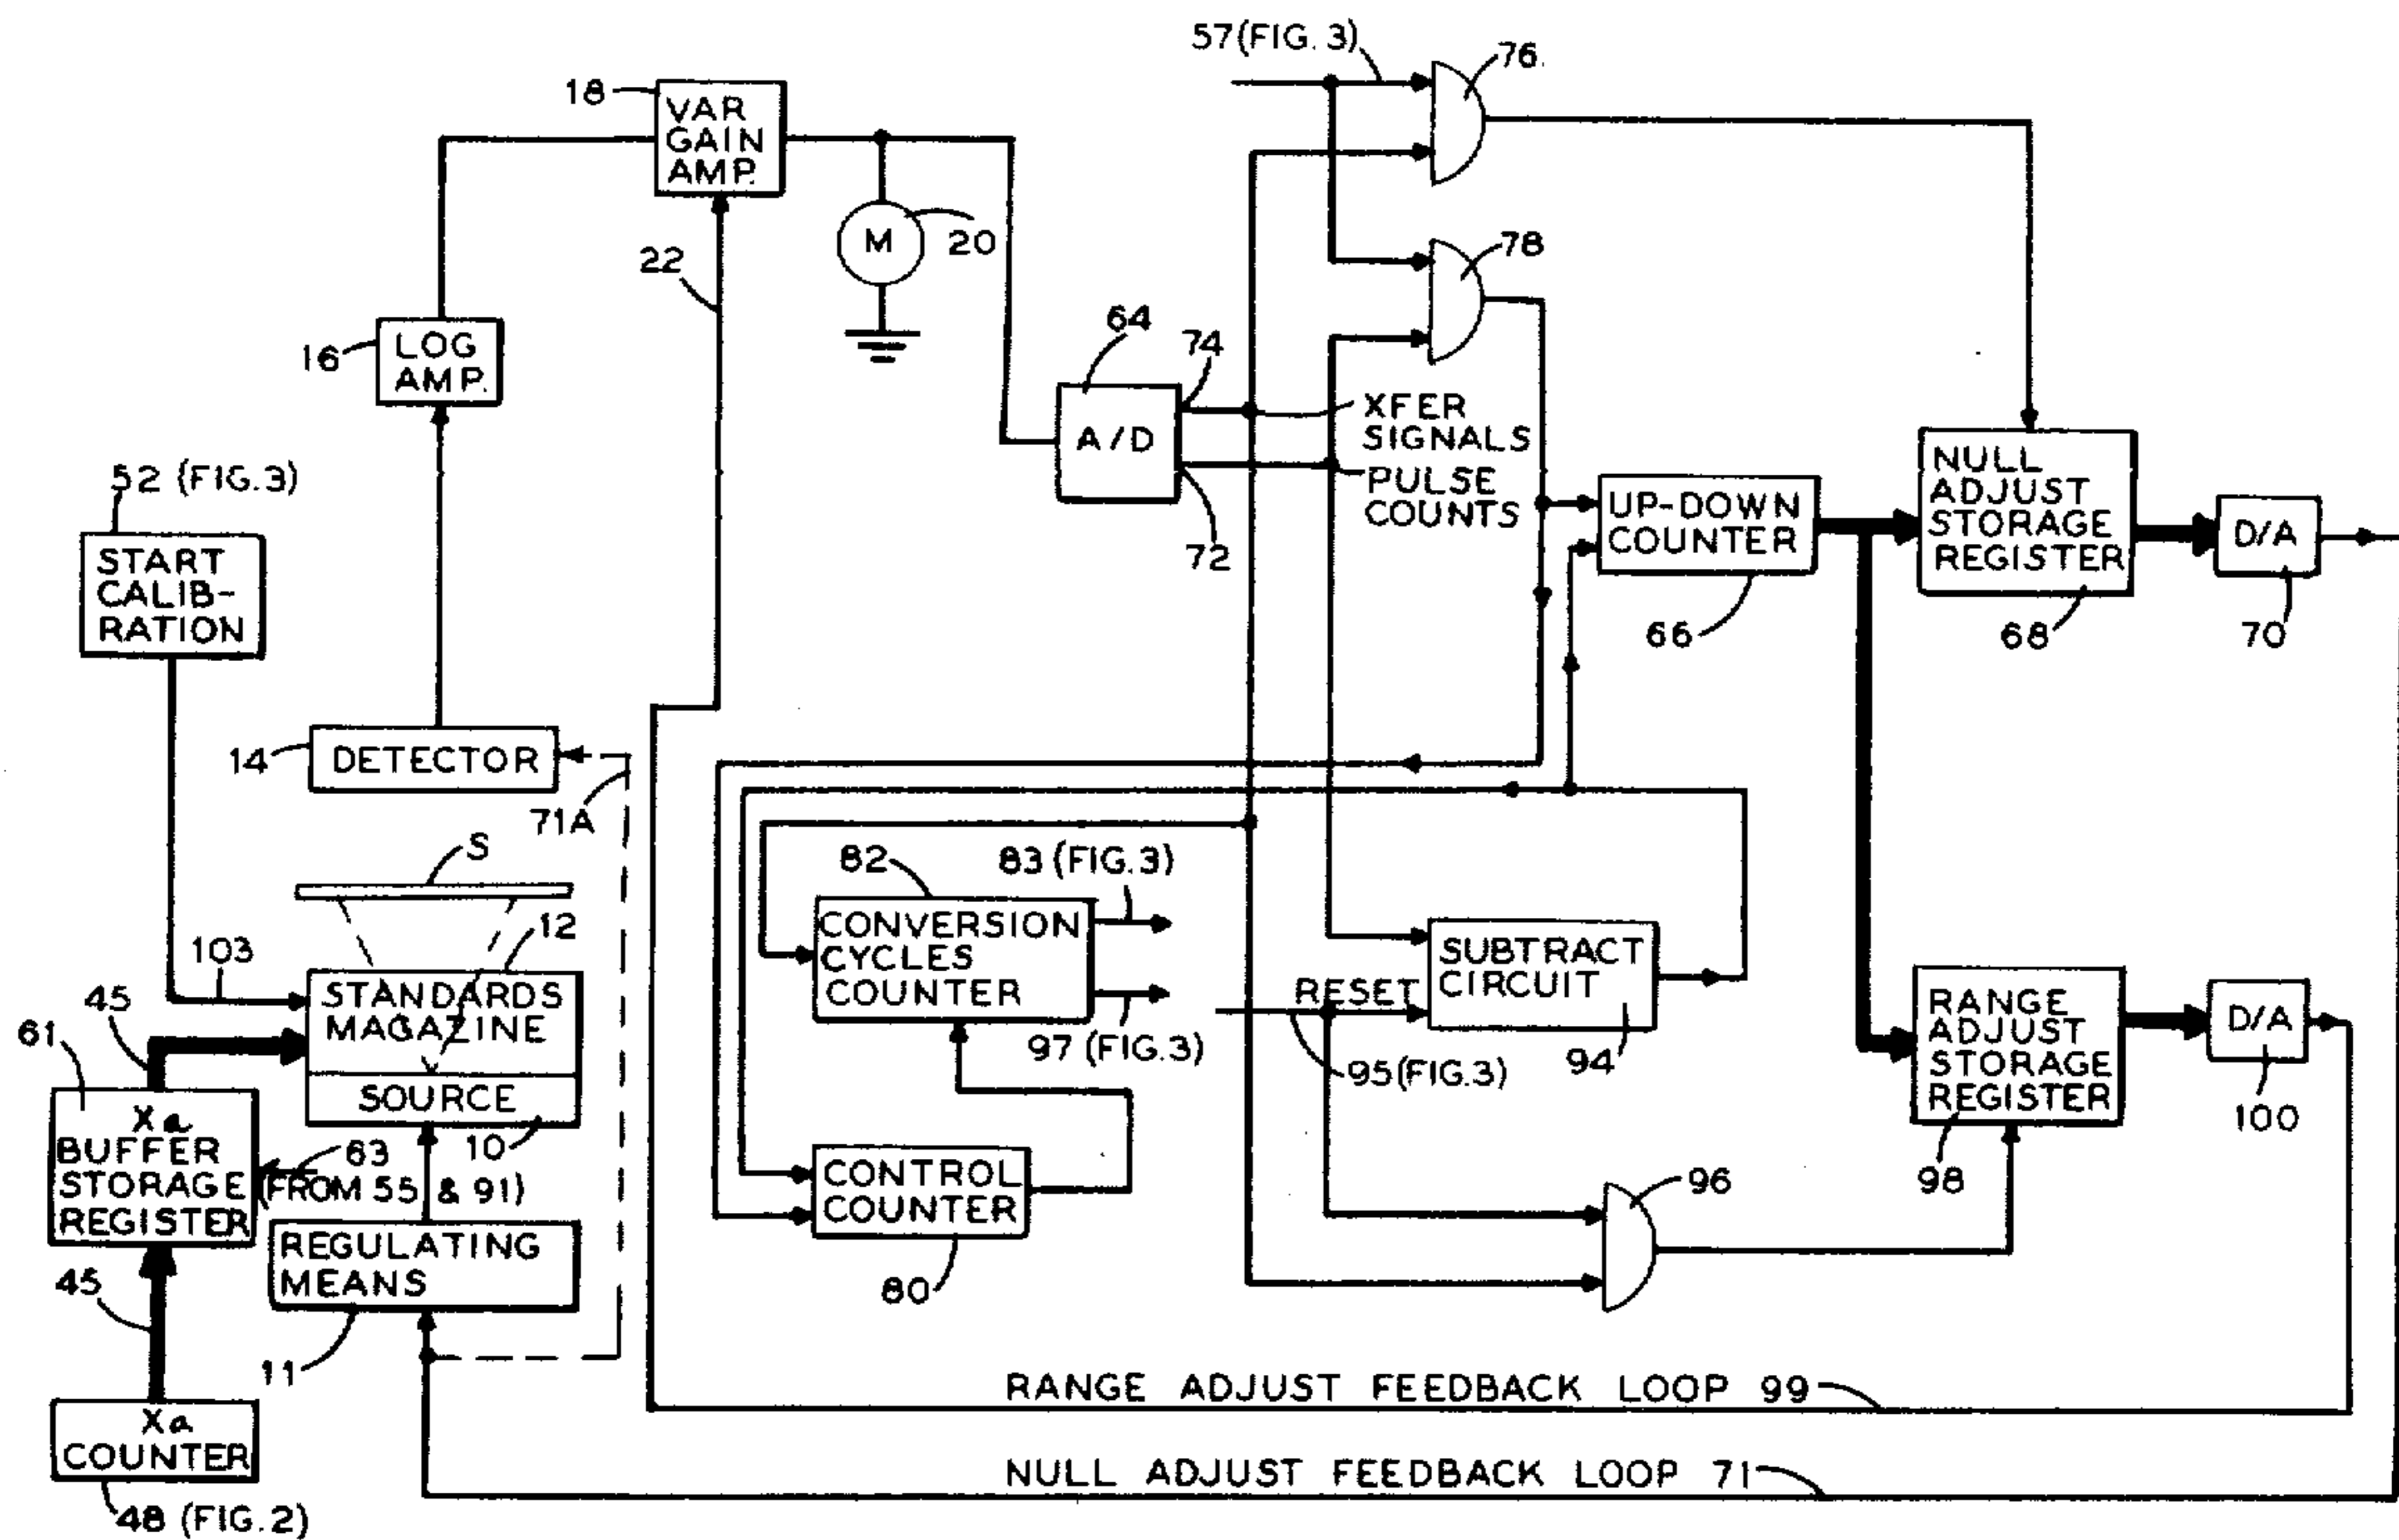 57 (FIG. 3)
76.
18
VAR
GAIN
AMP.
M
20
78
22
64
74
16
LOG
AMP.
A/D
XFER
SIGNALS
PULSE
COUNTS
72
52 (FIG. 3)
START
CALIB-
RATION
UP-DOWN
COUNTER
66
NULL
ADJUST
STORAGE
REGISTER
68
D/A
70
14
DETECTOR
71A
S
12
82
83 (FIG. 3)
CONVERSION
CYCLES
COUNTER
97 (FIG. 3)
SUBTRACT
CIRCUIT
RESET
95 (FIG. 3)
94
103
45
61
STANDARDS
MAGAZINE
SOURCE
10
RANGE
ADJUST
STORAGE
REGISTER
98
D/A
100
Xa
BUFFER
STORAGE
REGISTER
63
(FROM 55 & 91)
CONTROL
COUNTER
80
96
REGULATING
MEANS
45
11
Xa
COUNTER
48 (FIG. 2)
RANGE ADJUST FEEDBACK LOOP 99
NULL ADJUST FEEDBACK LOOP 71